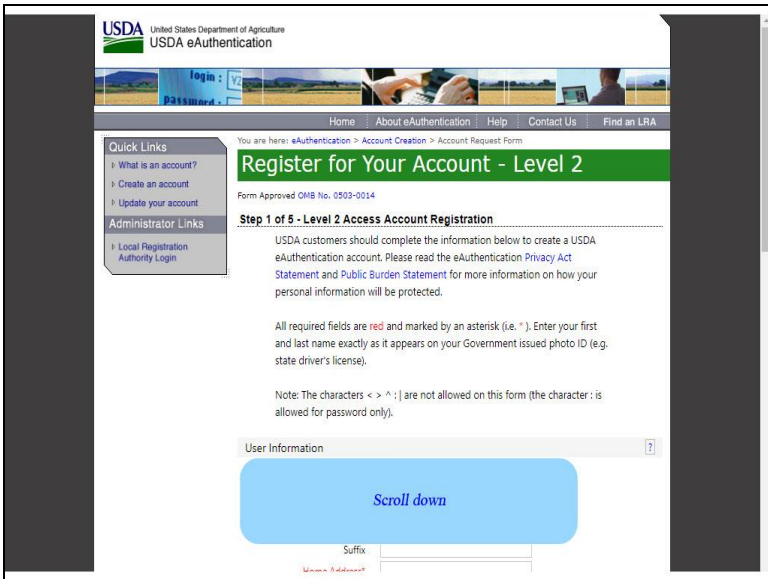 USDA United States Department of Agriculture
USDA eAuthentication
login :
Home About eAuthentication Help Contact Us Find an LRA
Quick Links
What is an account?
Create an account
Update your account
Administrator Links
Local Registration
Authority Login
You are here: eAuthentication > Account Creation > Account Request Form
Register for Your Account - Level 2
Form Approved OMB No. 0503-0014
Step 1 of 5 - Level 2 Access Account Registration
USDA customers should complete the information below to create a USDA
eAuthentication account. Please read the eAuthentication Privacy Act
Statement and Public Burden Statement for more information on how your
personal information will be protected.
All required fields are red and marked by an asterisk (i.e. * ). Enter your first
and last name exactly as it appears on your Government issued photo ID (e.g.
state driver's license).
Note: The characters < > ^ : | are not allowed on this form (the character : is
allowed for password only).
User Information ?
Scroll down
Suffix
Home Address*